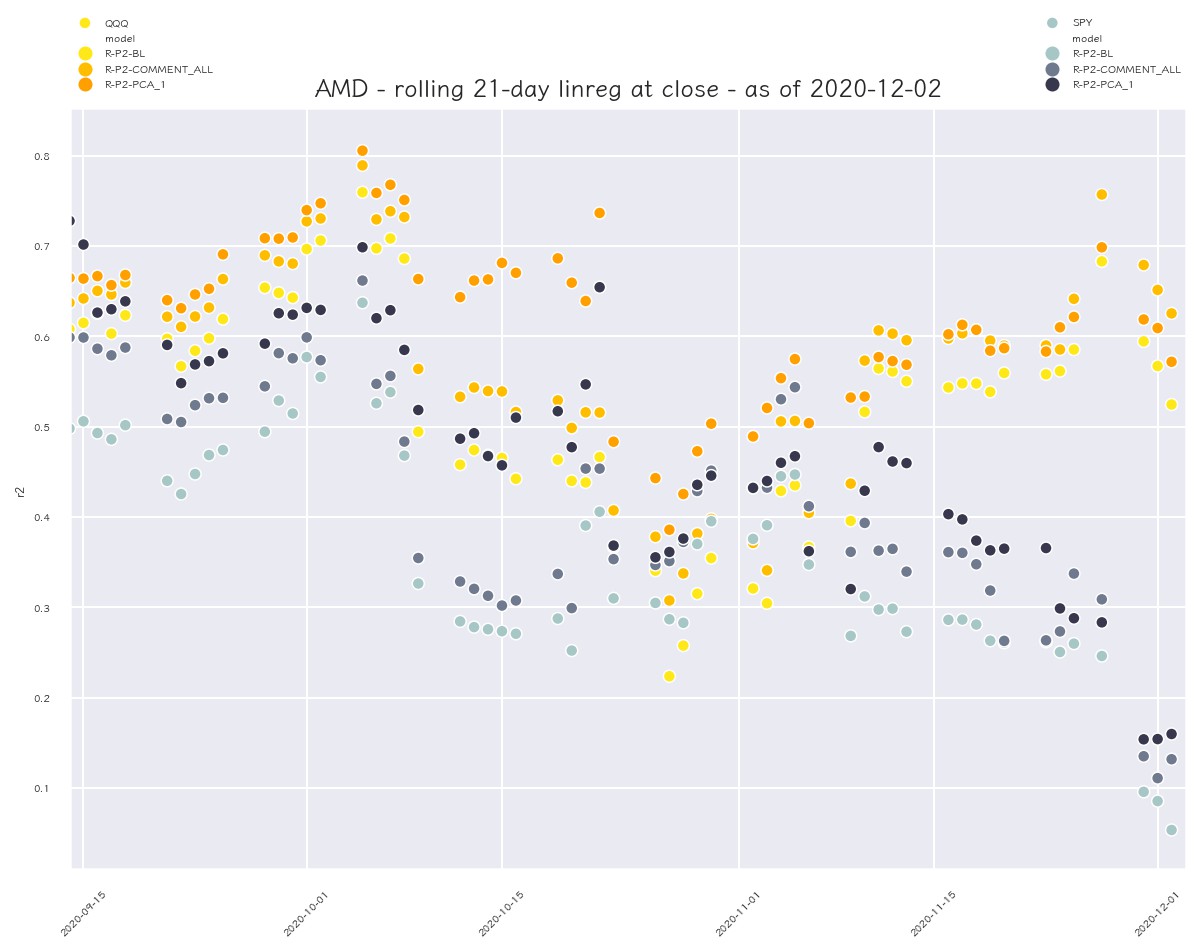 QQQ
model
R-P2-BL
R-P2-COMMENT_ALL
R-P2-PCA_1
SPY
model
R-P2-BL
R-P2-COMMENT_ALL
R-P2-PCA_1
AMD - rolling 21-day linreg at close - as of 2020-12-02
0.8
0.7
0.6
0.5
0.4
0.3
0.2
0.1
r2
2020-09-15
2020-10-01
2020-10-15
2020-11-01
2020-11-15
2020-12-01